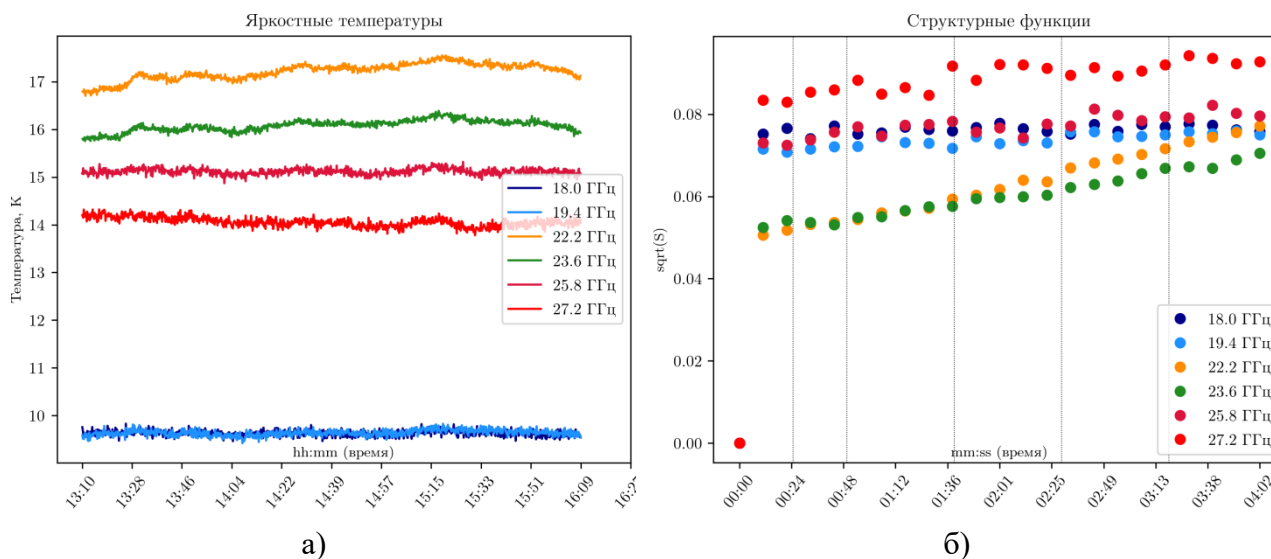 Яркостные температуры
Температура, К
17
16
15
14
13
12
11
10
18.0 ГГц
19.4 ГГц
22.2 ГГц
23.6 ГГц
25.8 ГГц
27.2 ГГц
hh:mm (время)
13:10
13:28
13:46
14:04
14:22
14:39
14:57
15:15
15:33
15:51
16:09
а)
Структурные функции
sqrt(S)
0.08
0.06
0.04
0.02
0.00
18.0 ГГц
19.4 ГГц
22.2 ГГц
23.6 ГГц
25.8 ГГц
27.2 ГГц
mm:ss (время)
00:00
00:24
00:48
01:12
01:36
02:01
02:25
02:49
03:13
03:38
04:02
б)